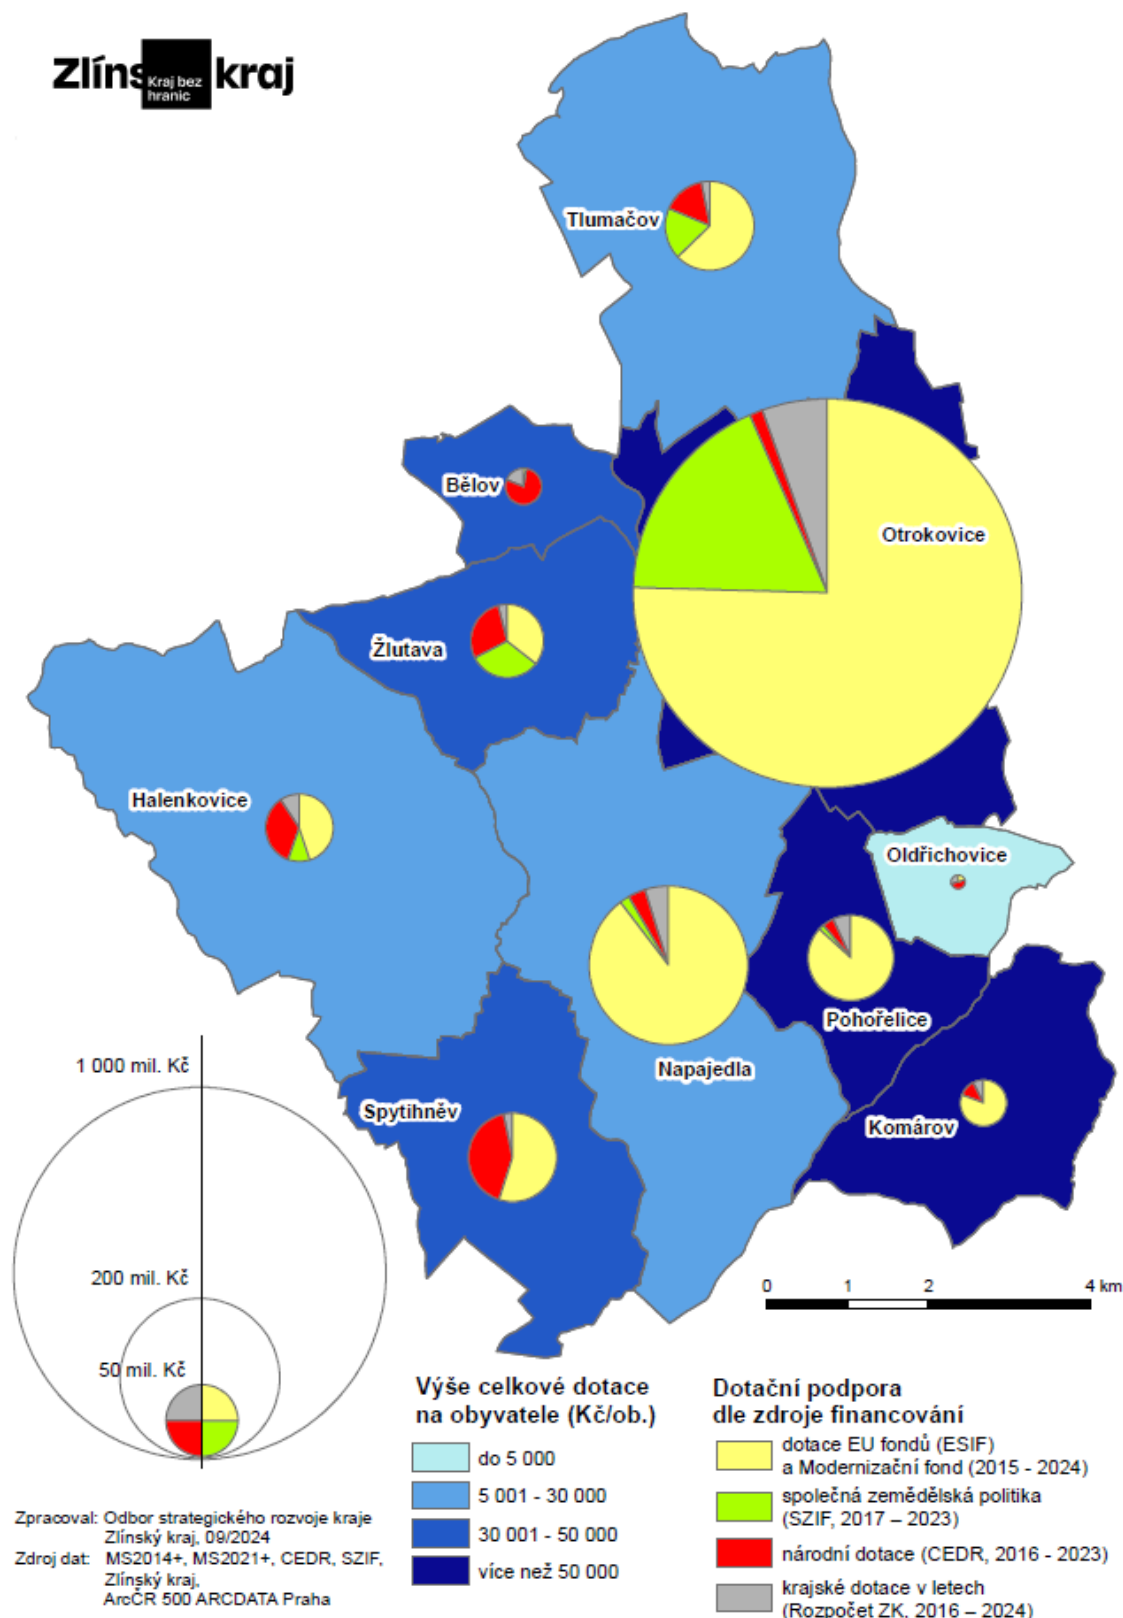 Zlíns kraj
Kraj bez
hranic
Tlumačov
Bělov
Otrokovice
Žlutava
Halenkovice
Oldřichovice
Pohořelice
Napajedla
Spytihněv
Komárov
1 000 mil. Kč
200 mil. Kč
50 mil. Kč
0 1 2 4 km
Výše celkové dotace
na obyvatele (Kč/ob.)
do 5 000
5 001 - 30 000
30 001 - 50 000
více než 50 000
Dotační podpora
dle zdroje financování
dotace EU fondů (ESIF)
a Modernizační fond (2015 - 2024)
společná zemědělská politika
(SZIF, 2017 – 2023)
národní dotace (CEDR, 2016 - 2023)
krajské dotace v letech
(Rozpočet ZK, 2016 – 2024)
Zpracoval: Odbor strategického rozvoje kraje
Zlínský kraj, 09/2024
Zdroj dat: MS2014+, MS2021+, CEDR, SZIF,
Zlínský kraj,
ArcČR 500 ARCDATA Praha